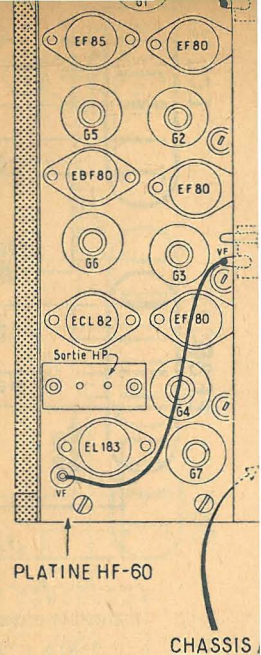 G1
EF85
EF80
G5
G2
EBF80
EF80
G6
G3
VF
ECL82
EF80
Sortie HP
G4
EL183
G7
VF
PLATINE HF-60
CHASSIS